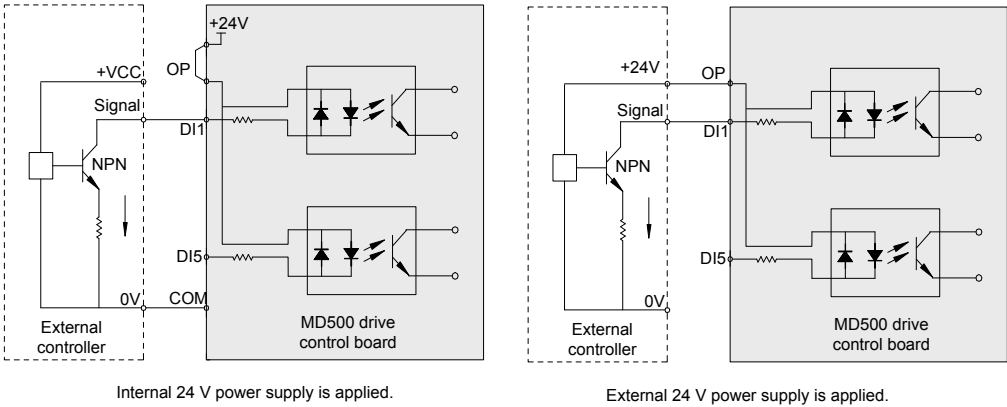 +24V
OP
+VCC
Signal
DI1
NPN
DI5
0V
COM
External
controller
MD500 drive
control board
Internal 24 V power supply is applied.
+24V
OP
Signal
DI1
NPN
DI5
0V
External
controller
MD500 drive
control board
External 24 V power supply is applied.